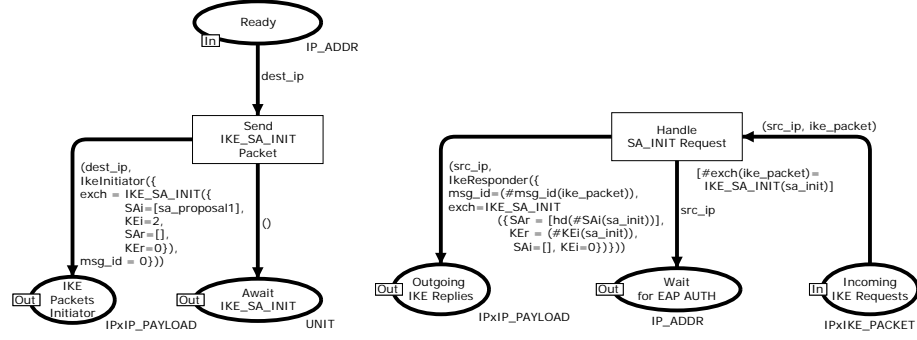 Ready
In
IP_ADDR
dest_ip
Send
IKE_SA_INIT
Packet
(dest_ip,
IkeInitiator({
exch = IKE_SA_INIT({
SAi=[sa_proposal1],
KEi=2,
SAr=[],
KEr=0}),
msg_id = 0}))
()
IKE
Packets
Initiator
Out
IPxIP_PAYLOAD
Await
IKE_SA_INIT
Out
UNIT
Handle
SA_INIT Request
(src_ip, ike_packet)
[#exch(ike_packet)=
IKE_SA_INIT(sa_init)]
(src_ip,
IkeResponder({
msg_id=(#msg_id(ike_packet)),
exch=IKE_SA_INIT
({SAr = [hd(#SAi(sa_init))],
KEr = (#KEi(sa_init)),
SAi=[], KEi=0})}))
src_ip
Outgoing
IKE Replies
Out
IPxIP_PAYLOAD
Wait
for EAP AUTH
Out
IP_ADDR
Incoming
IKE Requests
In
IPxIKE_PACKET